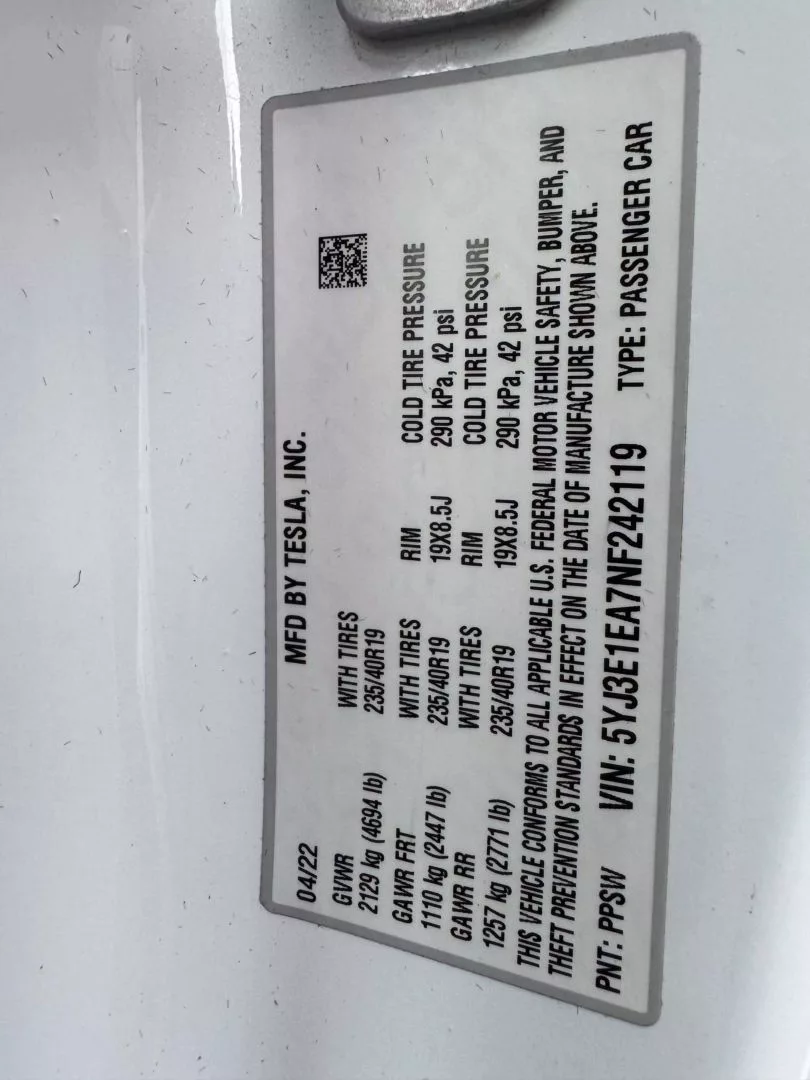 MFD BY TESLA, INC.
04/22
GVWR WITH TIRES
2129 kg (4694 lb) 235/40R19
GAWR FRT WITH TIRES RIM COLD TIRE PRESSURE
1110 kg (2447 lb) 235/40R19 19X8.5J 290 kPa, 42 psi
GAWR RR WITH TIRES RIM COLD TIRE PRESSURE
1257 kg (2771 lb) 235/40R19 19X8.5J 290 kPa, 42 psi
THIS VEHICLE CONFORMS TO ALL APPLICABLE U.S. FEDERAL MOTOR VEHICLE SAFETY, BUMPER, AND
THEFT PREVENTION STANDARDS IN EFFECT ON THE DATE OF MANUFACTURE SHOWN ABOVE.
PNT: PPSW VIN: 5YJ3E1EA7NF242119 TYPE: PASSENGER CAR